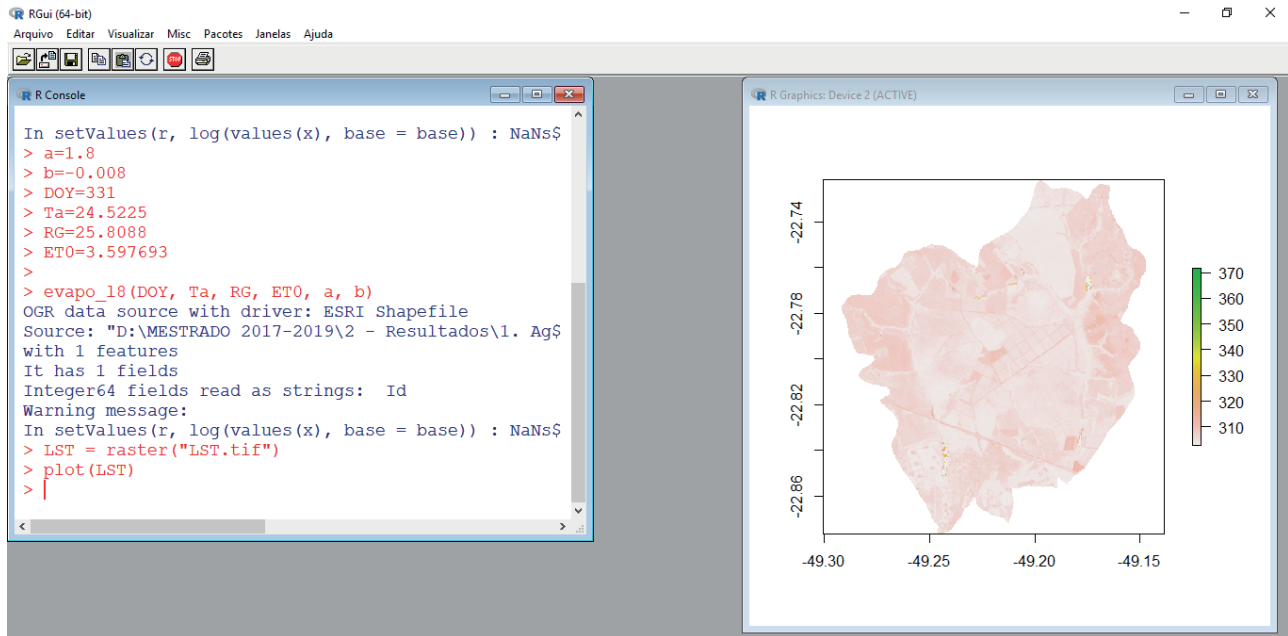 RGui (64-bit)
Arquivo Editar Visualizar Misc Pacotes Janelas Ajuda
STOP
R Console
In setValues(r, log(values(x), base = base)) : NaNs$
> a=1.8
> b=-0.008
> DOY=331
> Ta=24.5225
> RG=25.8088
> ET0=3.597693
>
> evapo_l8(DOY, Ta, RG, ET0, a, b)
OGR data source with driver: ESRI Shapefile
Source: "D:\MESTRADO 2017-2019\2 - Resultados\1. Ag$
with 1 features
It has 1 fields
Integer64 fields read as strings:  Id
Warning message:
In setValues(r, log(values(x), base = base)) : NaNs$
> LST = raster("LST.tif")
> plot(LST)
>
R Graphics: Device 2 (ACTIVE)
-22.74
-22.78
-22.82
-22.86
-49.30 -49.25 -49.20 -49.15
370
360
350
340
330
320
310